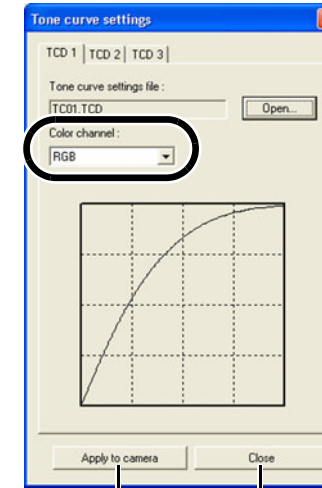 Tone curve settings
TCD 1 TCD 2 TCD 3
Tone curve settings file :
TC01.TCD Open...
Color channel :
RGB
Apply to camera Close